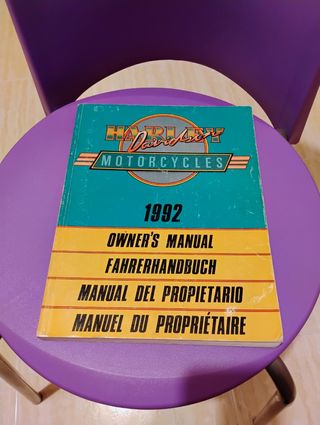 HARLEY
Davidson
MOTORCYCLES
1992
OWNER'S MANUAL
FAHRERHANDBUCH
MANUAL DEL PROPIETARIO
MANUEL DU PROPRIÉTAIRE